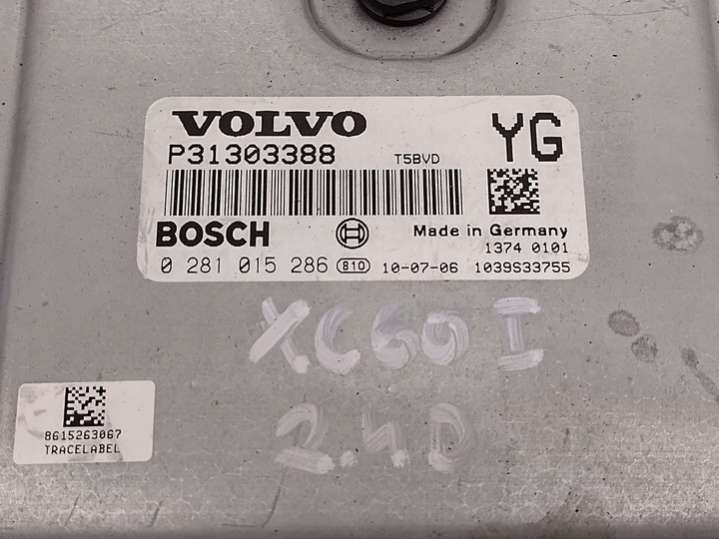 VOLVO
P31303388 T5BVD
YG
BOSCH
Made in Germany
1374 0101
0 281 015 286 810 10-07-06 1039S33755
XC60 I
2.4D
8615263067
TRACELABEL